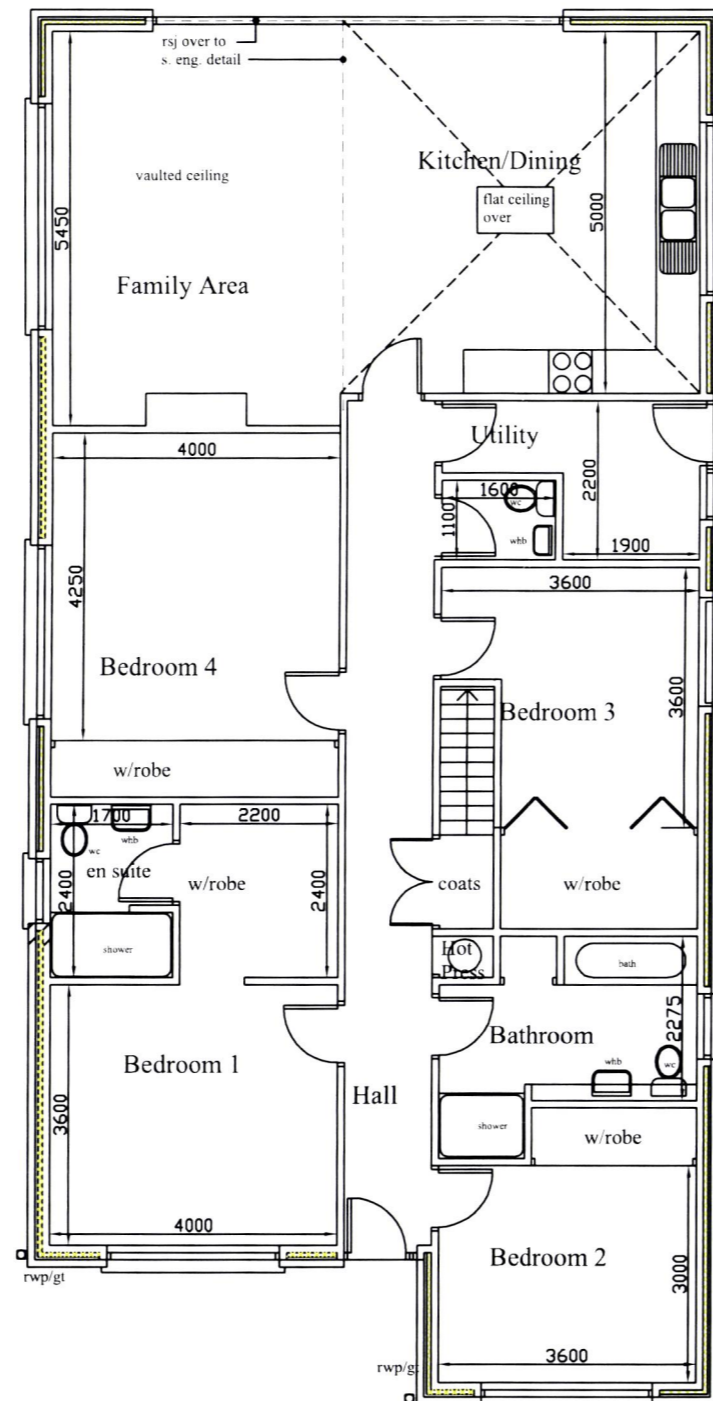 rsj over to
s. eng. detail
Kitchen/Dining
vaulted ceiling
flat ceiling
over
5450
5000
Family Area
Utility
4000
1600
wc
2200
1100
whb
1900
4250
3600
Bedroom 4
Bedroom 3
3600
w/robe
1700
2200
whb
wc
en suite
w/robe
coats
w/robe
2400
2400
shower
Hot
Press
bath
Bathroom
2275
Bedroom 1
whb
wc
Hall
3600
shower
w/robe
4000
Bedroom 2
rwp/gt
3000
3600
rwp/gt